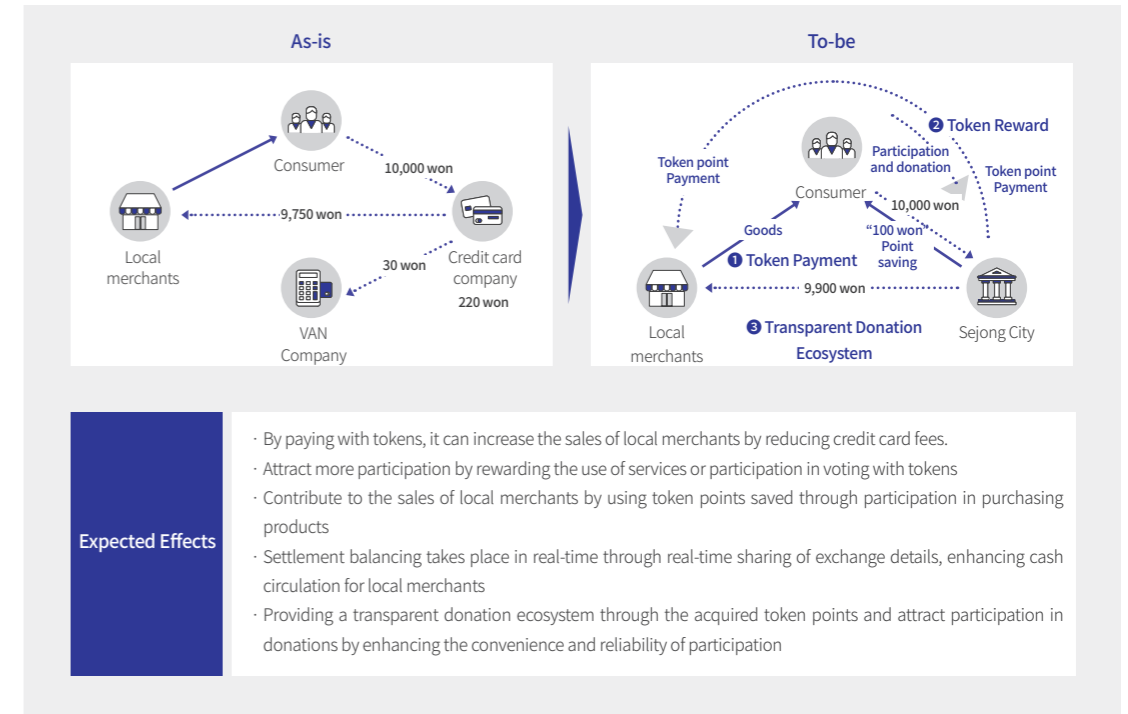 As-is
Consumer
10,000 won
9,750 won
Local
merchants
30 won
Credit card
company
220 won
VAN
Company
To-be
❷ Token Reward
Token point
Payment
Participation
and donation
Token point
Payment
Consumer
10,000 won
Goods
“100 won”
Point
saving
❶ Token Payment
9,900 won
Local
merchants
❸ Transparent Donation
Ecosystem
Sejong City
Expected Effects
· By paying with tokens, it can increase the sales of local merchants by reducing credit card fees.
· Attract more participation by rewarding the use of services or participation in voting with tokens
· Contribute to the sales of local merchants by using token points saved through participation in purchasing
products
· Settlement balancing takes place in real-time through real-time sharing of exchange details, enhancing cash
circulation for local merchants
· Providing a transparent donation ecosystem through the acquired token points and attract participation in
donations by enhancing the convenience and reliability of participation